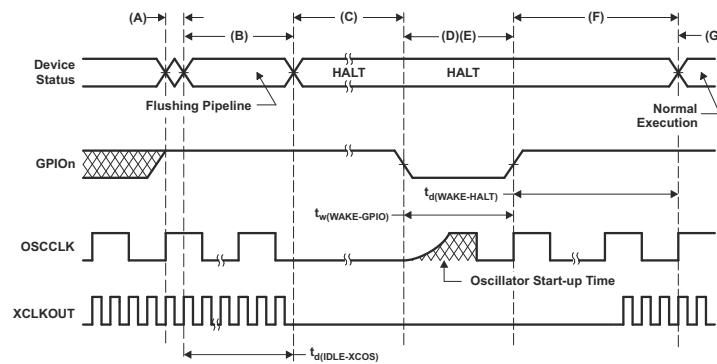 (A)
(B)
(C)
(D)(E)
(F)
(G
Device
Status
HALT
HALT
Flushing Pipeline
Normal
Execution
GPIOn
td(WAKE-HALT)
tw(WAKE-GPIO)
OSCCLK
Oscillator Start-up Time
XCLKOUT
td(IDLE-XCOS)